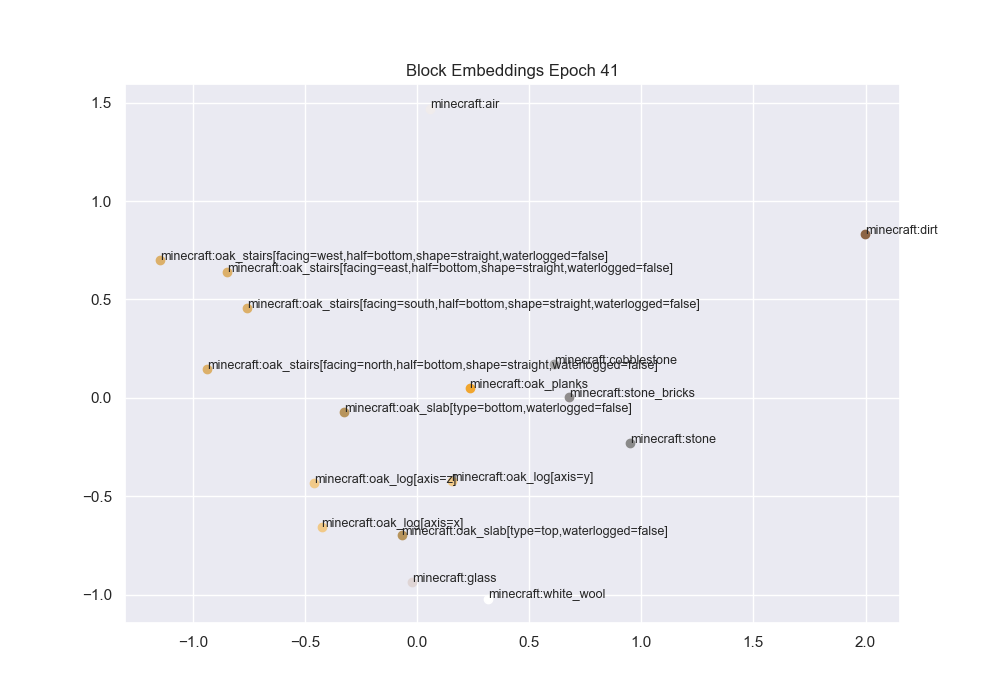 Block Embeddings Epoch 41
1.5
minecraft:air
1.0
minecraft:dirt
minecraft:oak_stairs[facing=west,half=bottom,shape=straight,waterlogged=false]
minecraft:oak_stairs[facing=east,half=bottom,shape=straight,waterlogged=false]
0.5
minecraft:oak_stairs[facing=south,half=bottom,shape=straight,waterlogged=false]
minecraft:cobblestone
minecraft:oak_stairs[facing=north,half=bottom,shape=straight,waterlogged=false]
minecraft:oak_planks
minecraft:stone_bricks
0.0
minecraft:oak_slab[type=bottom,waterlogged=false]
minecraft:stone
minecraft:oak_log[axis=z]
minecraft:oak_log[axis=y]
−0.5
minecraft:oak_log[axis=x]
minecraft:oak_slab[type=top,waterlogged=false]
minecraft:glass
minecraft:white_wool
−1.0
−1.0 −0.5 0.0 0.5 1.0 1.5 2.0